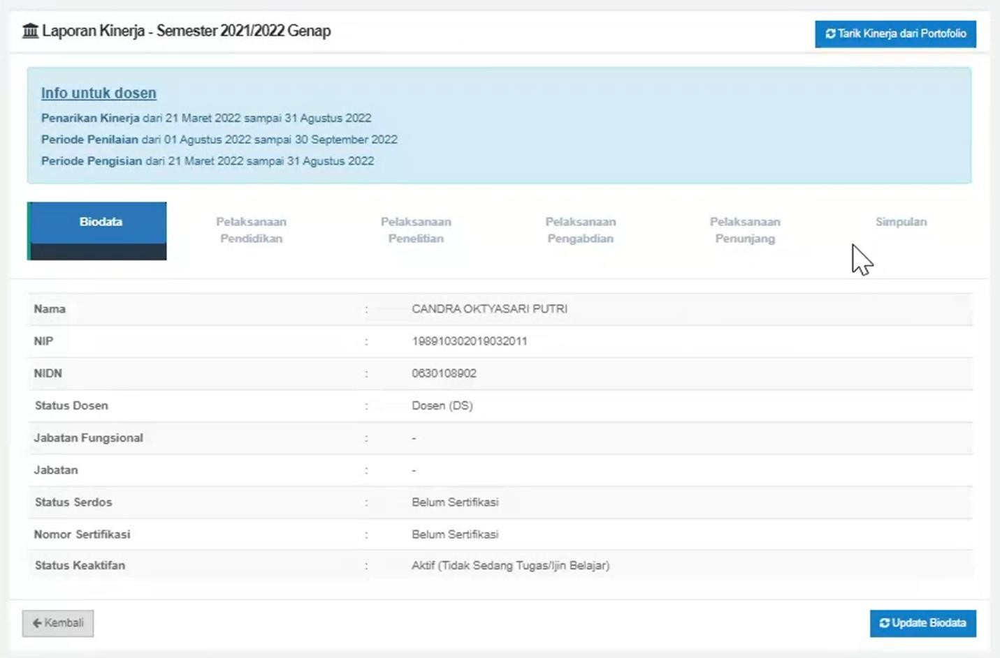 Laporan Kinerja - Semester 2021/2022 Genap
Tarik Kinerja dari Portofolio
Info untuk dosen
Penarikan Kinerja dari 21 Maret 2022 sampai 31 Agustus 2022
Periode Penilaian dari 01 Agustus 2022 sampai 30 September 2022
Periode Pengisian dari 21 Maret 2022 sampai 31 Agustus 2022
Biodata
Pelaksanaan
Pendidikan
Pelaksanaan
Penelitian
Pelaksanaan
Pengabdian
Pelaksanaan
Penunjang
Simpulan
Nama : CANDRA OKTYASARI PUTRI
NIP : 198910302019032011
NIDN : 0630108902
Status Dosen : Dosen (DS)
Jabatan Fungsional : -
Jabatan : -
Status Serdos : Belum Sertifikasi
Nomor Sertifikasi : Belum Sertifikasi
Status Keaktifan : Aktif (Tidak Sedang Tugas/Ijin Belajar)
Kembali
Update Biodata